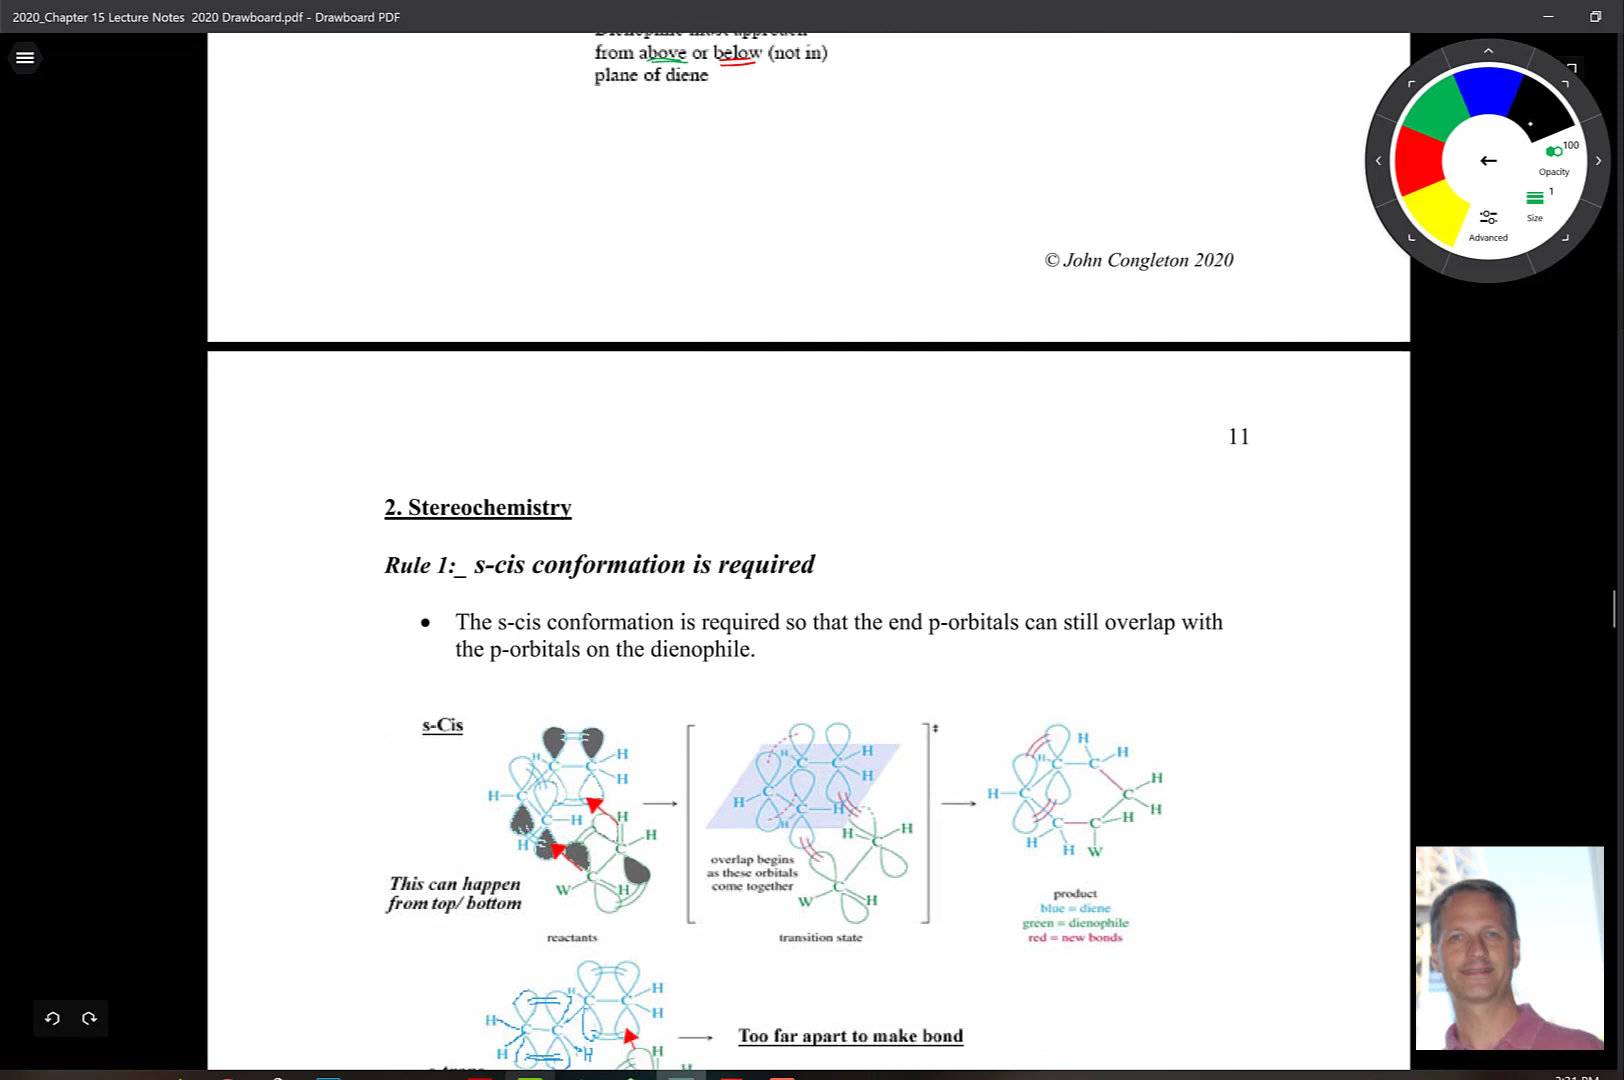 2020_Chapter 15 Lecture Notes 2020 Drawboard.pdf - Drawboard PDF
from above or below (not in)
plane of diene
100
Opacity
1
Size
Advanced
© John Congleton 2020
11
2. Stereochemistry
Rule 1:_ s-cis conformation is required
• The s-cis conformation is required so that the end p-orbitals can still overlap with
the p-orbitals on the dienophile.
s-Cis
This can happen
from top/ bottom
reactants
overlap begins
as these orbitals
come together
transition state
product
blue = diene
green = dienophile
red = new bonds
Too far apart to make bond